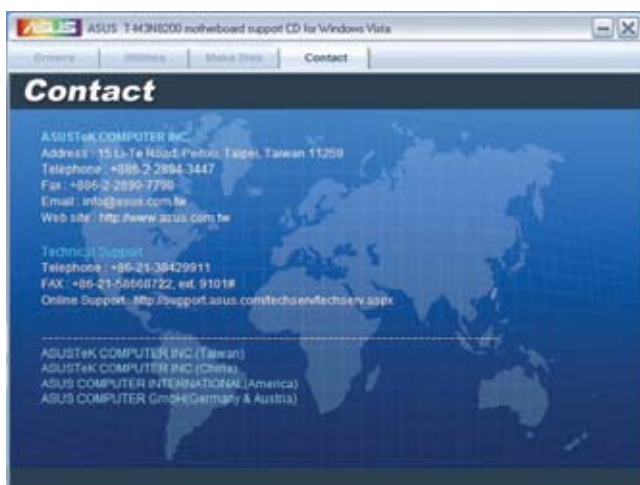 ASUS T-M3N8200 motherboard support CD for Windows Vista
Drivers Utilities Make Disk Contact
Contact
ASUSTeK COMPUTER INC.
Address : 15 Li-Te Road, Peitou, Taipei, Taiwan 11259
Telephone : +886-2-2894-3447
Fax : +886-2-2890-7798
Email : info@asus.com.tw
Web site : http://www.asus.com.tw
Technical Support
Telephone : +86-21-38429911
FAX : +86-21-58668722, ext. 9101#
Online Support : http://support.asus.com/techserv/techserv.aspx
ASUSTeK COMPUTER INC.(Taiwan)
ASUSTeK COMPUTER INC.(China)
ASUS COMPUTER INTERNATIONAL(America)
ASUS COMPUTER GmbH(Germany & Austria)